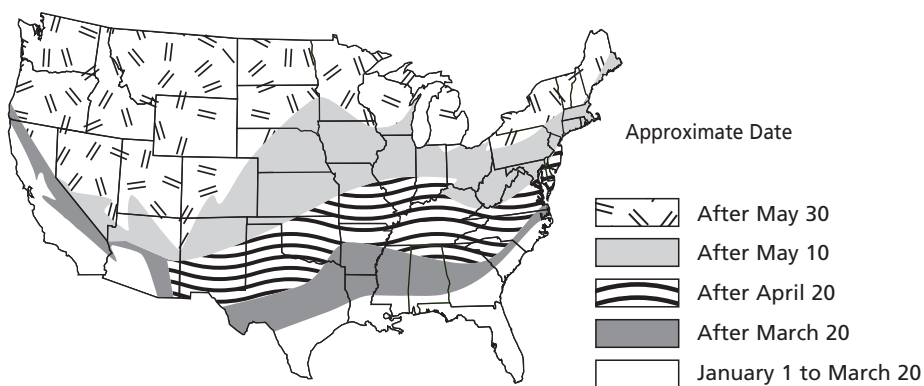 Approximate Date
After May 30
After May 10
After April 20
After March 20
January 1 to March 20